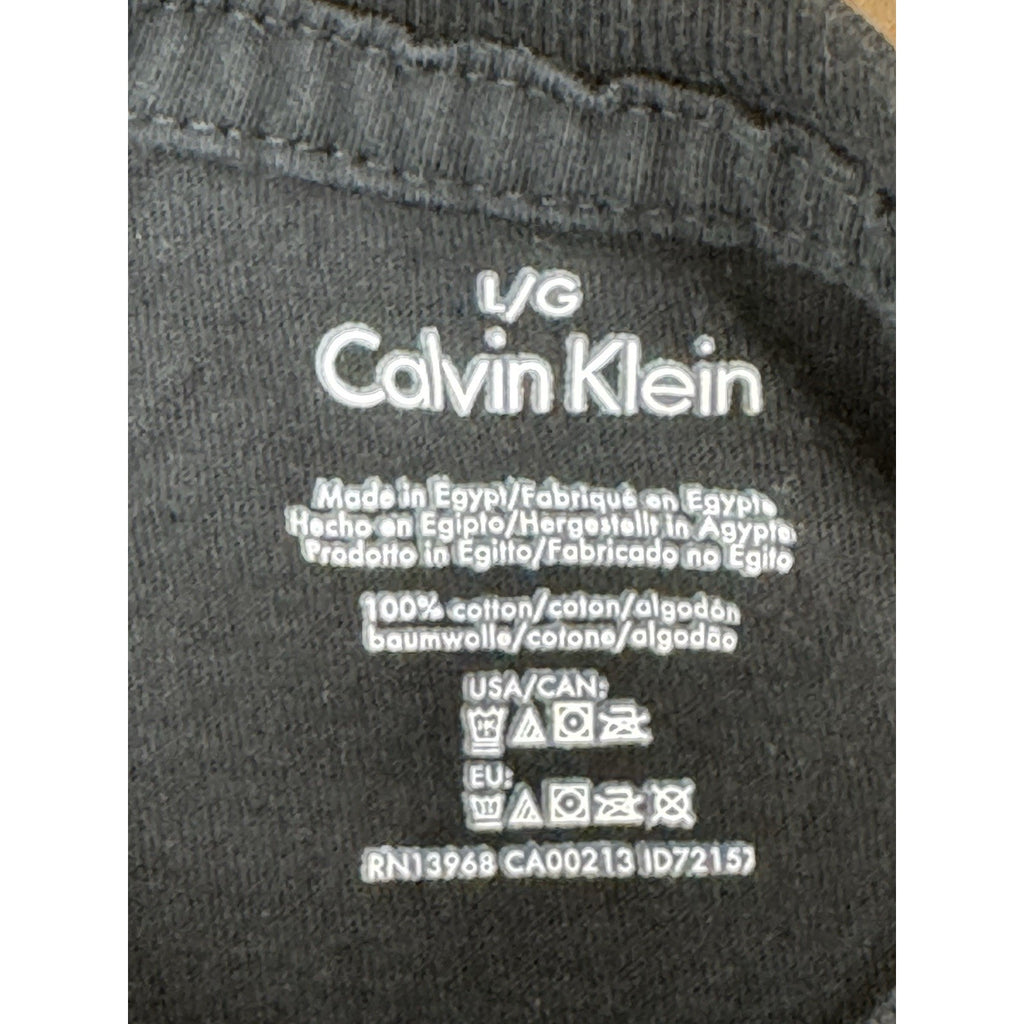 L/G
Calvin Klein
Made in Egypt/Fabriqué en Egypte
Hecho en Egipto/Hergestellt in Agypten
Prodotto in Egitto/Fabricado no Egito
100% cotton/coton/algodón
baumwolle/cotone/algodão
USA/CAN:
EU:
RN13968 CA00213 ID72157